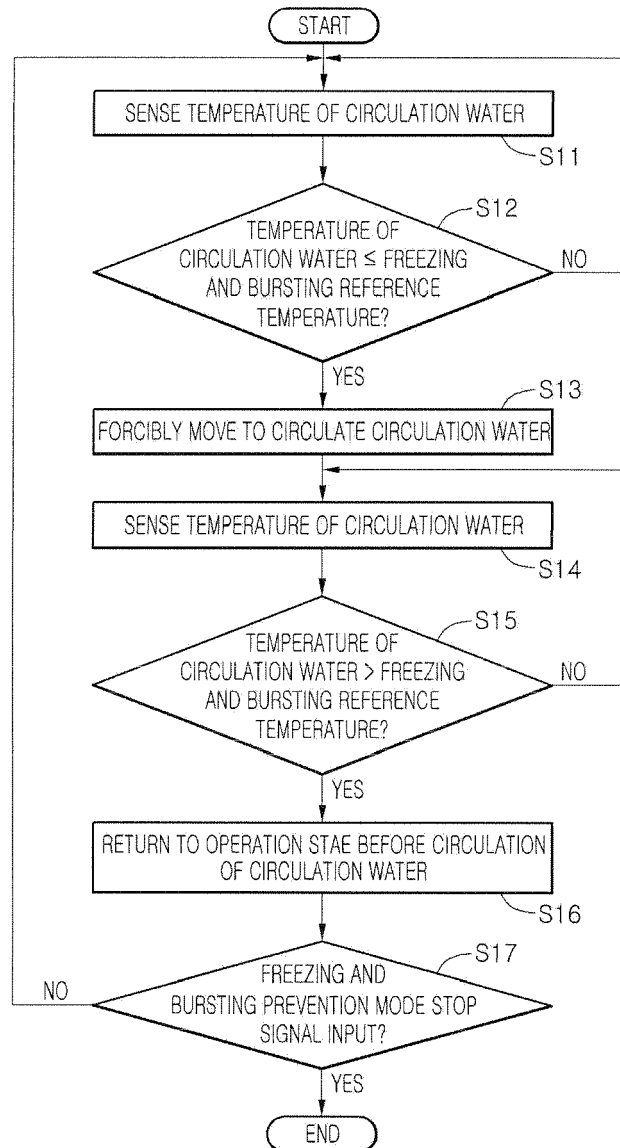 START
SENSE TEMPERATURE OF CIRCULATION WATER
S11
S12
TEMPERATURE OF
CIRCULATION WATER ≤ FREEZING
AND BURSTING REFERENCE
TEMPERATURE?
NO
YES
S13
FORCIBLY MOVE TO CIRCULATE CIRCULATION WATER
SENSE TEMPERATURE OF CIRCULATION WATER
S14
S15
TEMPERATURE OF
CIRCULATION WATER > FREEZING
AND BURSTING REFERENCE
TEMPERATURE?
NO
YES
RETURN TO OPERATION STAE BEFORE CIRCULATION
OF CIRCULATION WATER
S16
S17
FREEZING AND
BURSTING PREVENTION MODE STOP
SIGNAL INPUT?
NO
YES
END